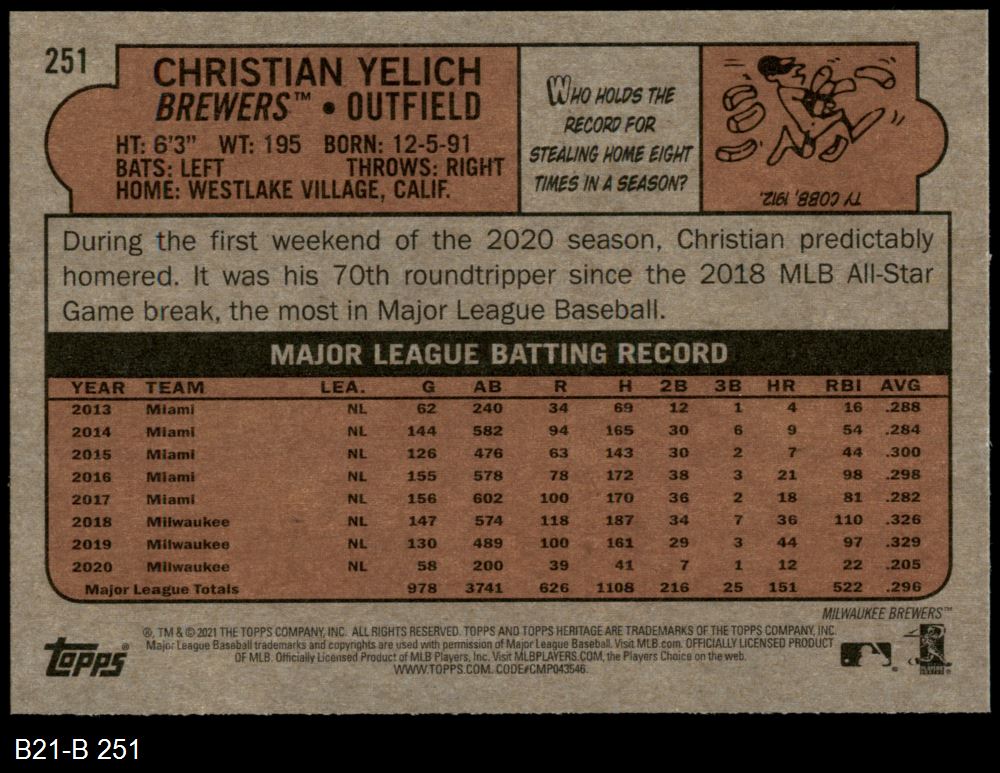 251
CHRISTIAN YELICH
BREWERS™ • OUTFIELD
HT: 6'3" WT: 195 BORN: 12-5-91
BATS: LEFT THROWS: RIGHT
HOME: WESTLAKE VILLAGE, CALIF.
WHO HOLDS THE
RECORD FOR
STEALING HOME EIGHT
TIMES IN A SEASON?
TY COBB, 1912.
During the first weekend of the 2020 season, Christian predictably
homered. It was his 70th roundtripper since the 2018 MLB All-Star
Game break, the most in Major League Baseball.
MAJOR LEAGUE BATTING RECORD
YEAR TEAM LEA. G AB R H 2B 3B HR RBI AVG
2013 Miami NL 62 240 34 69 12 1 4 16 .288
2014 Miami NL 144 582 94 165 30 6 9 54 .284
2015 Miami NL 126 476 63 143 30 2 7 44 .300
2016 Miami NL 155 578 78 172 38 3 21 98 .298
2017 Miami NL 156 602 100 170 36 2 18 81 .282
2018 Milwaukee NL 147 574 118 187 34 7 36 110 .326
2019 Milwaukee NL 130 489 100 161 29 3 44 97 .329
2020 Milwaukee NL 58 200 39 41 7 1 12 22 .205
Major League Totals 978 3741 626 1108 216 25 151 522 .296
MILWAUKEE BREWERS™
topps®
®, TM & © 2021 THE TOPPS COMPANY, INC. ALL RIGHTS RESERVED. TOPPS AND TOPPS HERITAGE ARE TRADEMARKS OF THE TOPPS COMPANY, INC.
Major League Baseball trademarks and copyrights are used with permission of Major League Baseball. Visit MLB.com. OFFICIALLY LICENSED PRODUCT
OF MLB. Officially Licensed Product of MLB Players, Inc. Visit MLBPLAYERS.COM, the Players Choice on the web.
WWW.TOPPS.COM. CODE#CMP043546.
B21-B 251